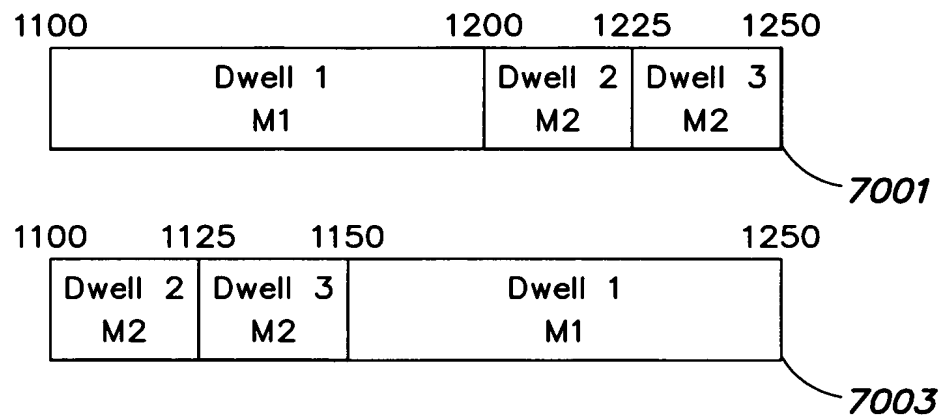 1100 1200 1225 1250
Dwell 1 Dwell 2 Dwell 3
M1 M2 M2
7001
1100 1125 1150 1250
Dwell 2 Dwell 3 Dwell 1
M2 M2 M1
7003